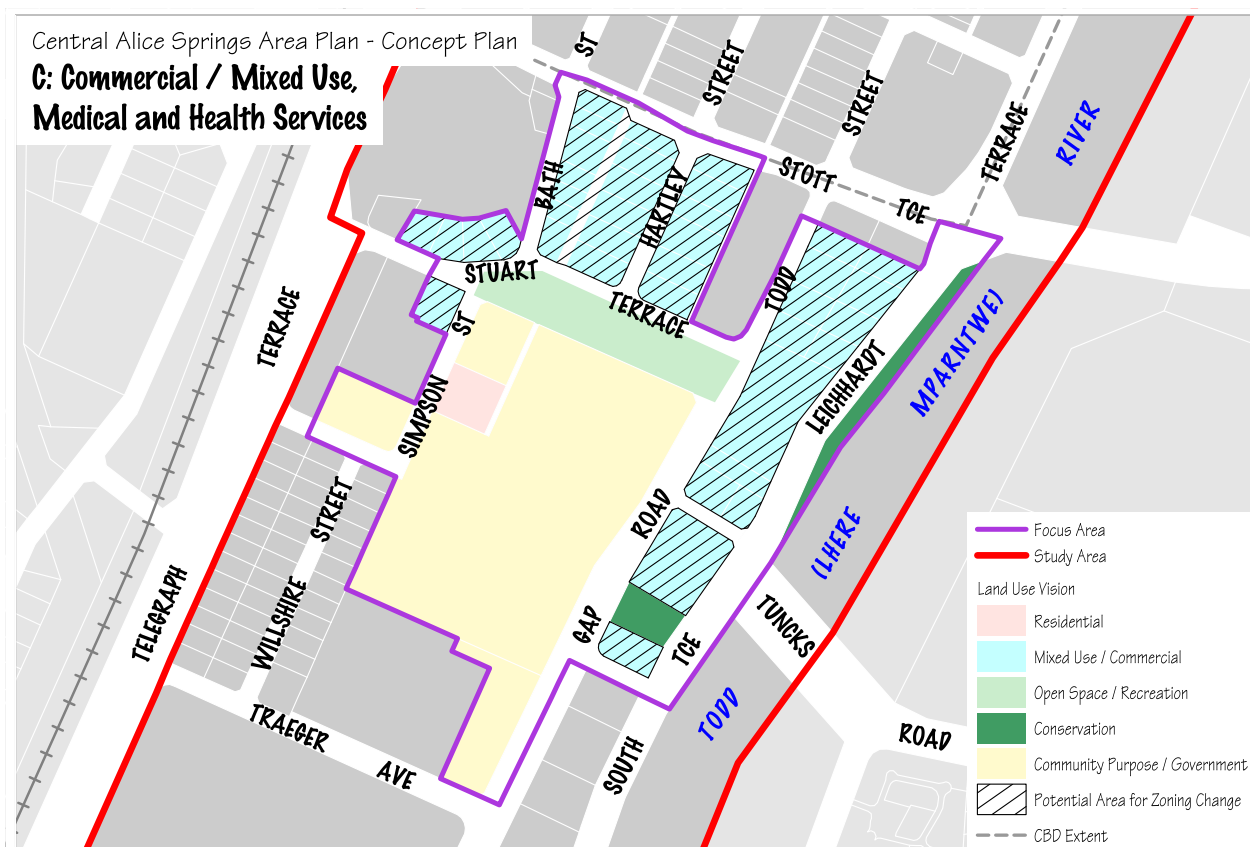 Central Alice Springs Area Plan - Concept Plan
C: Commercial / Mixed Use,
Medical and Health Services
ST
STREET
STREET
TERRACE
RIVER
STOTT
TCE
BATH
HARTLEY
STUART
TERRACE
TODD
TERRACE
ST
SIMPSON
LEICHHARDT
MPARNTWE)
(LHERE
STREET
WILLSHIRE
TELEGRAPH
ROAD
GAP
TCE
TUNCKS
TODD
ROAD
TRAEGER
AVE
SOUTH
Focus Area
Study Area
Land Use Vision
Residential
Mixed Use / Commercial
Open Space / Recreation
Conservation
Community Purpose / Government
Potential Area for Zoning Change
CBD Extent